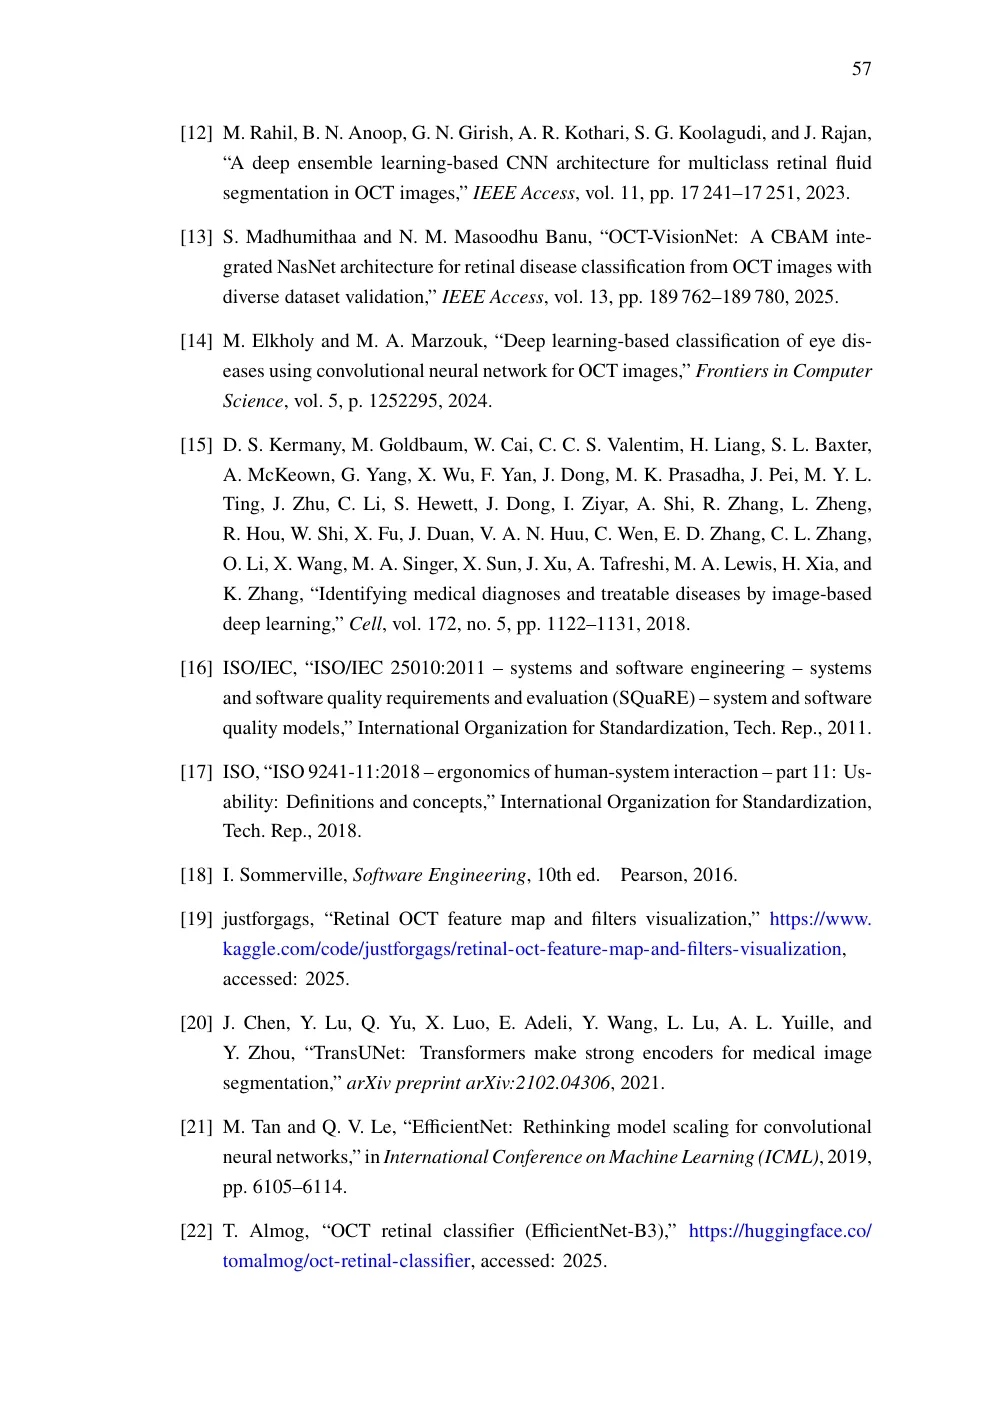 57
[12] M. Rahil, B. N. Anoop, G. N. Girish, A. R. Kothari, S. G. Koolagudi, and J. Rajan,
“A deep ensemble learning-based CNN architecture for multiclass retinal fluid
segmentation in OCT images,” IEEE Access, vol. 11, pp. 17 241–17 251, 2023.
[13] S. Madhumithaa and N. M. Masoodhu Banu, “OCT-VisionNet: A CBAM inte-
grated NasNet architecture for retinal disease classification from OCT images with
diverse dataset validation,” IEEE Access, vol. 13, pp. 189 762–189 780, 2025.
[14] M. Elkholy and M. A. Marzouk, “Deep learning-based classification of eye dis-
eases using convolutional neural network for OCT images,” Frontiers in Computer
Science, vol. 5, p. 1252295, 2024.
[15] D. S. Kermany, M. Goldbaum, W. Cai, C. C. S. Valentim, H. Liang, S. L. Baxter,
A. McKeown, G. Yang, X. Wu, F. Yan, J. Dong, M. K. Prasadha, J. Pei, M. Y. L.
Ting, J. Zhu, C. Li, S. Hewett, J. Dong, I. Ziyar, A. Shi, R. Zhang, L. Zheng,
R. Hou, W. Shi, X. Fu, J. Duan, V. A. N. Huu, C. Wen, E. D. Zhang, C. L. Zhang,
O. Li, X. Wang, M. A. Singer, X. Sun, J. Xu, A. Tafreshi, M. A. Lewis, H. Xia, and
K. Zhang, “Identifying medical diagnoses and treatable diseases by image-based
deep learning,” Cell, vol. 172, no. 5, pp. 1122–1131, 2018.
[16] ISO/IEC, “ISO/IEC 25010:2011 – systems and software engineering – systems
and software quality requirements and evaluation (SQuaRE) – system and software
quality models,” International Organization for Standardization, Tech. Rep., 2011.
[17] ISO, “ISO 9241-11:2018 – ergonomics of human-system interaction – part 11: Us-
ability: Definitions and concepts,” International Organization for Standardization,
Tech. Rep., 2018.
[18] I. Sommerville, Software Engineering, 10th ed. Pearson, 2016.
[19] justforgags, “Retinal OCT feature map and filters visualization,” https://www.
kaggle.com/code/justforgags/retinal-oct-feature-map-and-filters-visualization,
accessed: 2025.
[20] J. Chen, Y. Lu, Q. Yu, X. Luo, E. Adeli, Y. Wang, L. Lu, A. L. Yuille, and
Y. Zhou, “TransUNet: Transformers make strong encoders for medical image
segmentation,” arXiv preprint arXiv:2102.04306, 2021.
[21] M. Tan and Q. V. Le, “EfficientNet: Rethinking model scaling for convolutional
neural networks,” in International Conference on Machine Learning (ICML), 2019,
pp. 6105–6114.
[22] T. Almog, “OCT retinal classifier (EfficientNet-B3),” https://huggingface.co/
tomalmog/oct-retinal-classifier, accessed: 2025.